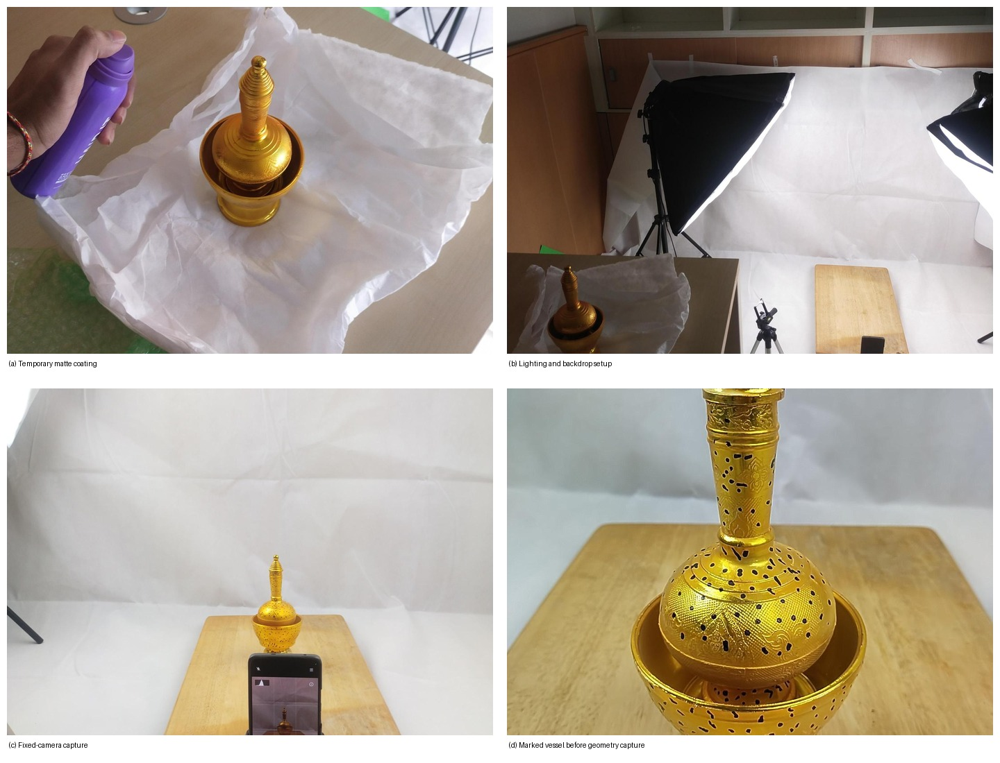 (a) Temporary matte coating
(b) Lighting and backdrop setup
(c) Fixed-camera capture
(d) Marked vessel before geometry capture